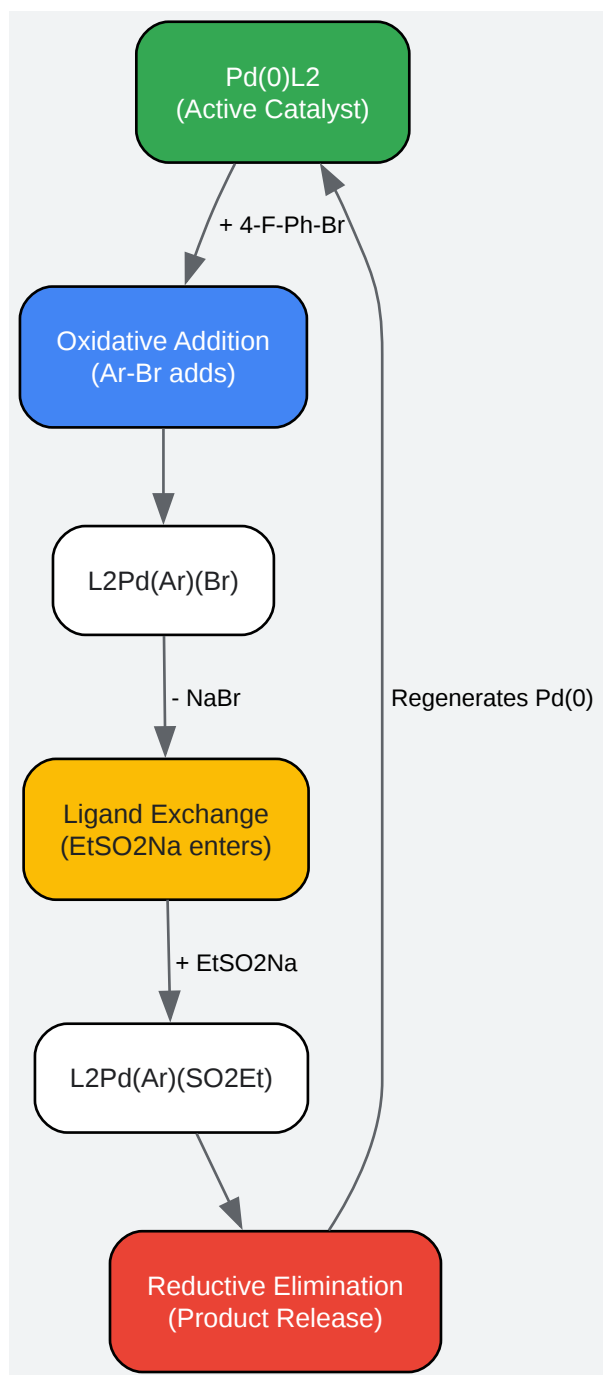 Pd(0)L2
(Active Catalyst)
+ 4-F-Ph-Br
Oxidative Addition
(Ar-Br adds)
L2Pd(Ar)(Br)
- NaBr
Regenerates Pd(0)
Ligand Exchange
(EtSO2Na enters)
+ EtSO2Na
L2Pd(Ar)(SO2Et)
Reductive Elimination
(Product Release)